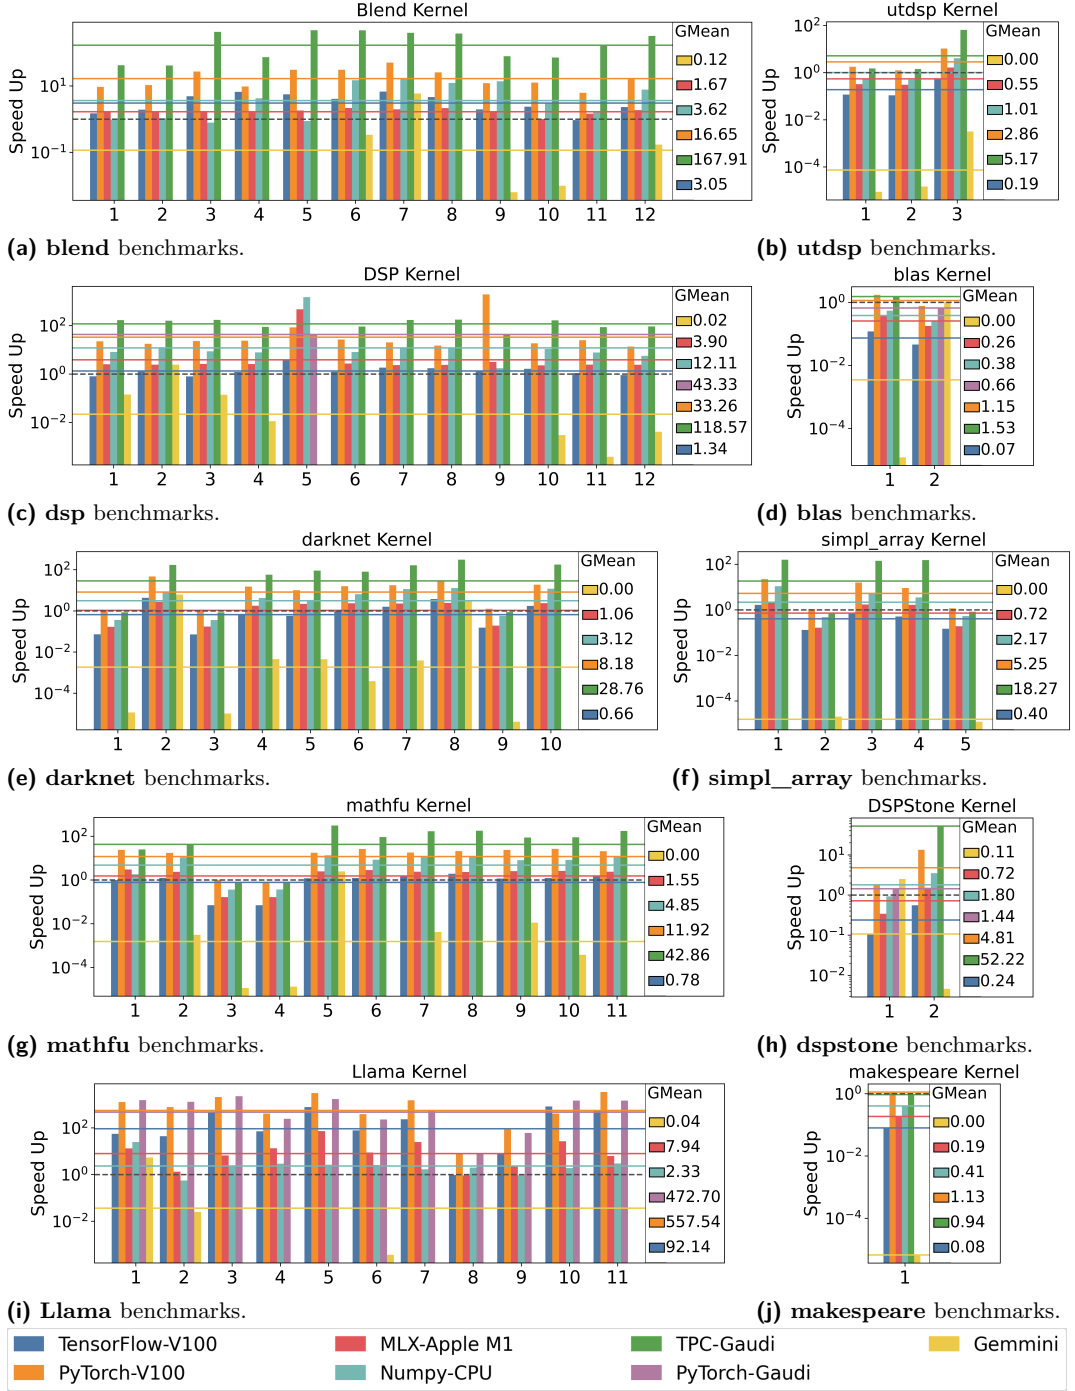 Blend Kernel
Speed Up
10^1
10^-1
1 2 3 4 5 6 7 8 9 10 11 12
GMean
0.12
1.67
3.62
16.65
167.91
3.05
(a) blend benchmarks.
utdsp Kernel
Speed Up
10^2
10^0
10^-2
10^-4
1 2 3
GMean
0.00
0.55
1.01
2.86
5.17
0.19
(b) utdsp benchmarks.
DSP Kernel
Speed Up
10^2
10^0
10^-2
1 2 3 4 5 6 7 8 9 10 11 12
GMean
0.02
3.90
12.11
43.33
33.26
118.57
1.34
(c) dsp benchmarks.
blas Kernel
Speed Up
10^0
10^-2
10^-4
1 2
GMean
0.00
0.26
0.38
0.66
1.15
1.53
0.07
(d) blas benchmarks.
darknet Kernel
Speed Up
10^2
10^0
10^-2
10^-4
1 2 3 4 5 6 7 8 9 10
GMean
0.00
1.06
3.12
8.18
28.76
0.66
(e) darknet benchmarks.
simpl_array Kernel
Speed Up
10^2
10^0
10^-2
10^-4
1 2 3 4 5
GMean
0.00
0.72
2.17
5.25
18.27
0.40
(f) simpl_array benchmarks.
mathfu Kernel
Speed Up
10^2
10^0
10^-2
10^-4
1 2 3 4 5 6 7 8 9 10 11
GMean
0.00
1.55
4.85
11.92
42.86
0.78
(g) mathfu benchmarks.
DSPStone Kernel
Speed Up
10^1
10^0
10^-1
10^-2
1 2
GMean
0.11
0.72
1.80
1.44
4.81
52.22
0.24
(h) dspstone benchmarks.
Llama Kernel
Speed Up
10^2
10^0
10^-2
1 2 3 4 5 6 7 8 9 10 11
GMean
0.04
7.94
2.33
472.70
557.54
92.14
(i) Llama benchmarks.
makespeare Kernel
Speed Up
10^0
10^-2
10^-4
1
GMean
0.00
0.19
0.41
1.13
0.94
0.08
(j) makespeare benchmarks.
TensorFlow-V100 MLX-Apple M1 TPC-Gaudi Gemmini
PyTorch-V100 Numpy-CPU PyTorch-Gaudi